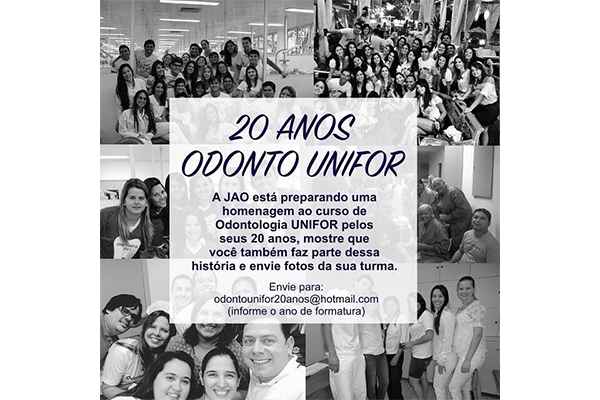 20 ANOS
ODONTO UNIFOR
A JAO está preparando uma
homenagem ao curso de
Odontologia UNIFOR pelos
seus 20 anos, mostre que
você também faz parte dessa
história e envie fotos da sua turma.
Envie para:
odontounifor20anos@hotmail.com
(informe o ano de formatura)